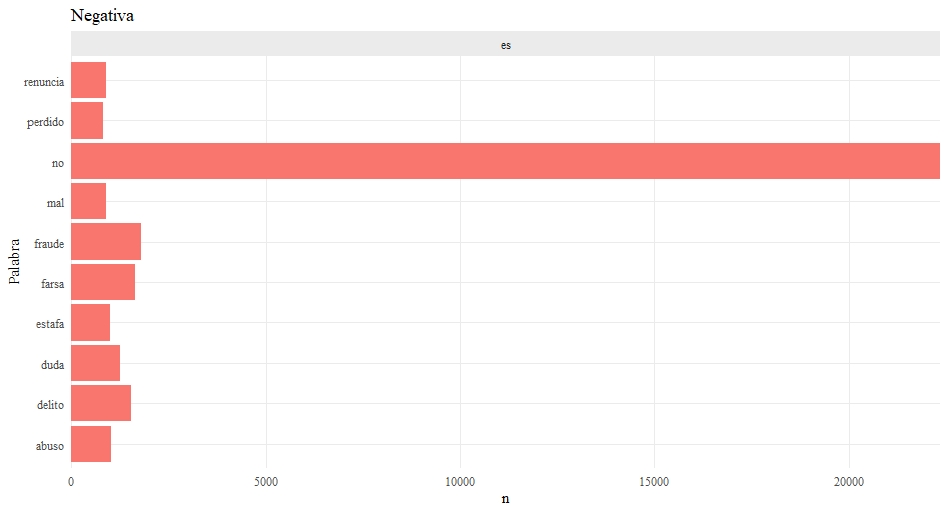 Negativa
es
renuncia
perdido
no
mal
fraude
farsa
estafa
duda
delito
abuso
Palabra
0 5000 10000 15000 20000
n